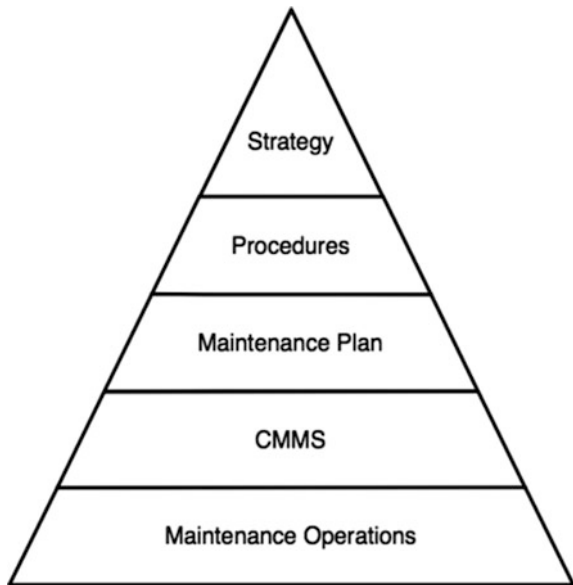 Strategy
Procedures
Maintenance Plan
CMMS
Maintenance Operations